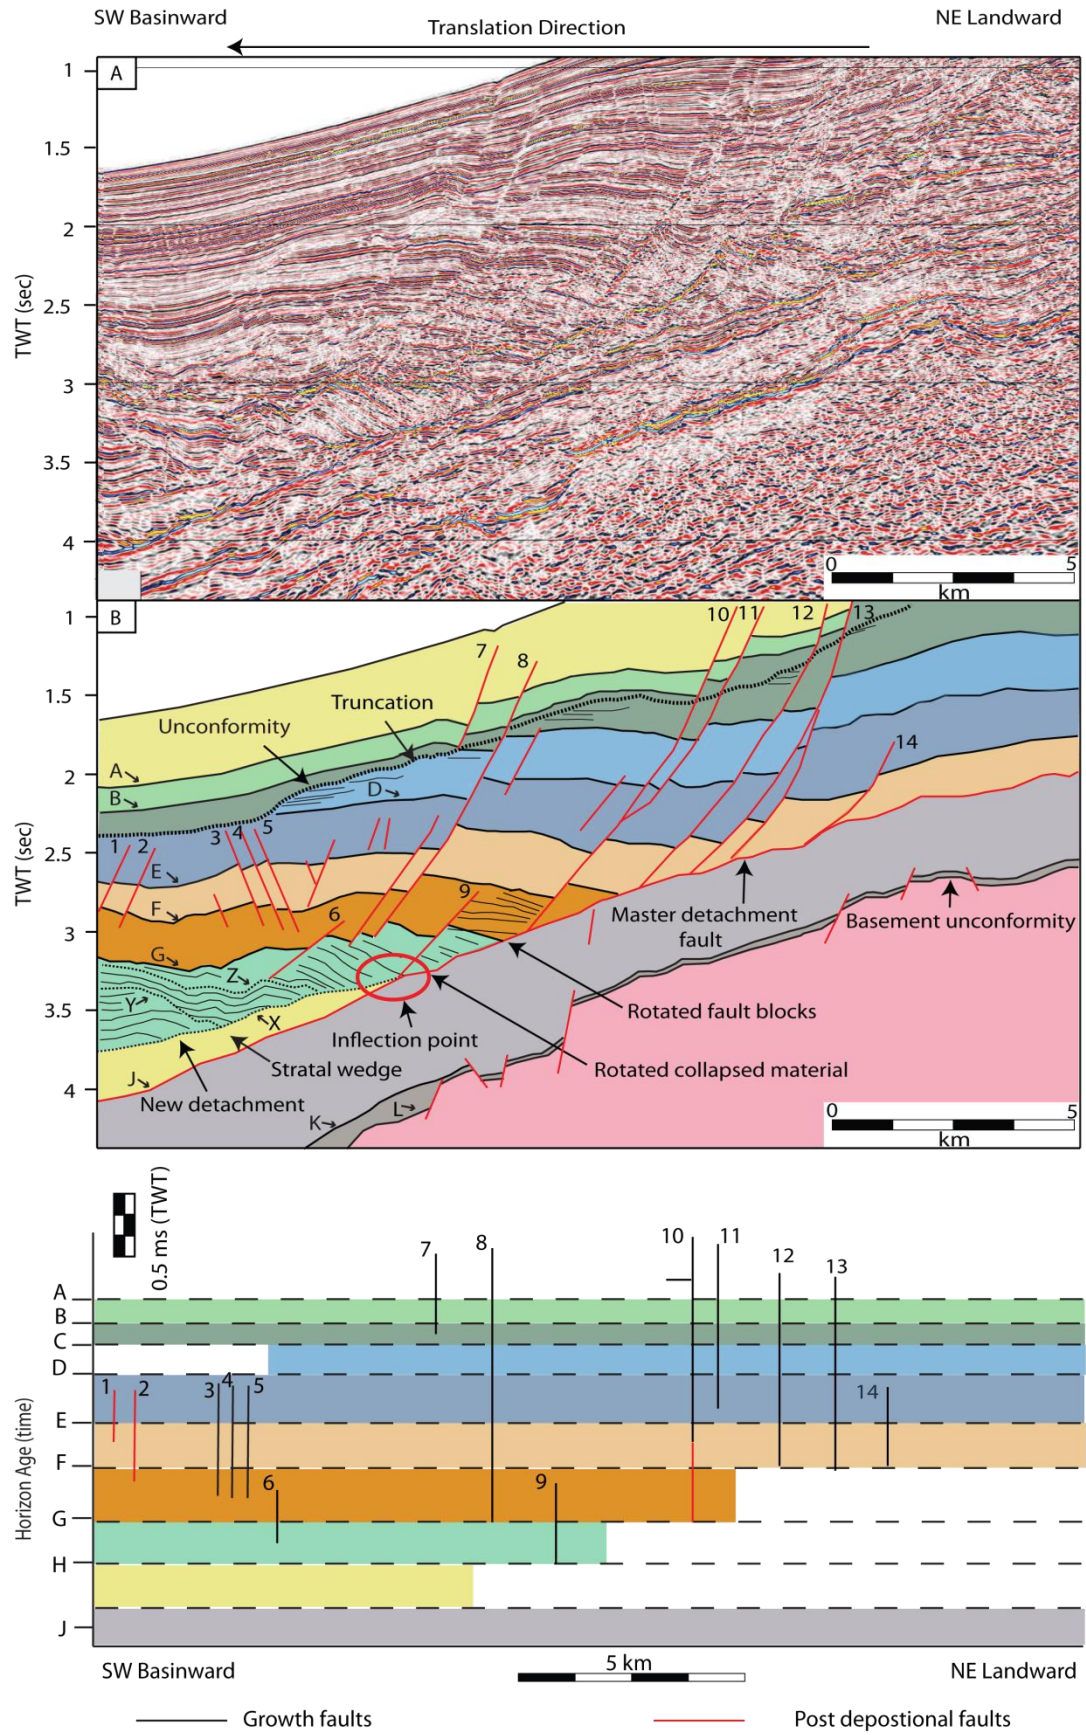 SW Basinward
NE Landward
Translation Direction
A
1
1.5
2
2.5
3
3.5
4
TWT (sec)
0
5
km
B
1
1.5
2
2.5
3
3.5
4
TWT (sec)
10
11
12
13
7
8
Truncation
Unconformity
14
A
B
D
1
2
3
4
5
E
F
6
9
Master detachment
fault
Basement unconformity
G
Z
Y
X
Rotated fault blocks
Inflection point
Stratal wedge
Rotated collapsed material
J
New detachment
K
L
0
5
km
0.5 ms (TWT)
7
8
10
11
12
13
A
B
C
D
1
2
3
4
5
14
E
F
6
9
G
H
J
Horizon Age (time)
SW Basinward
5 km
NE Landward
Growth faults
Post depostional faults